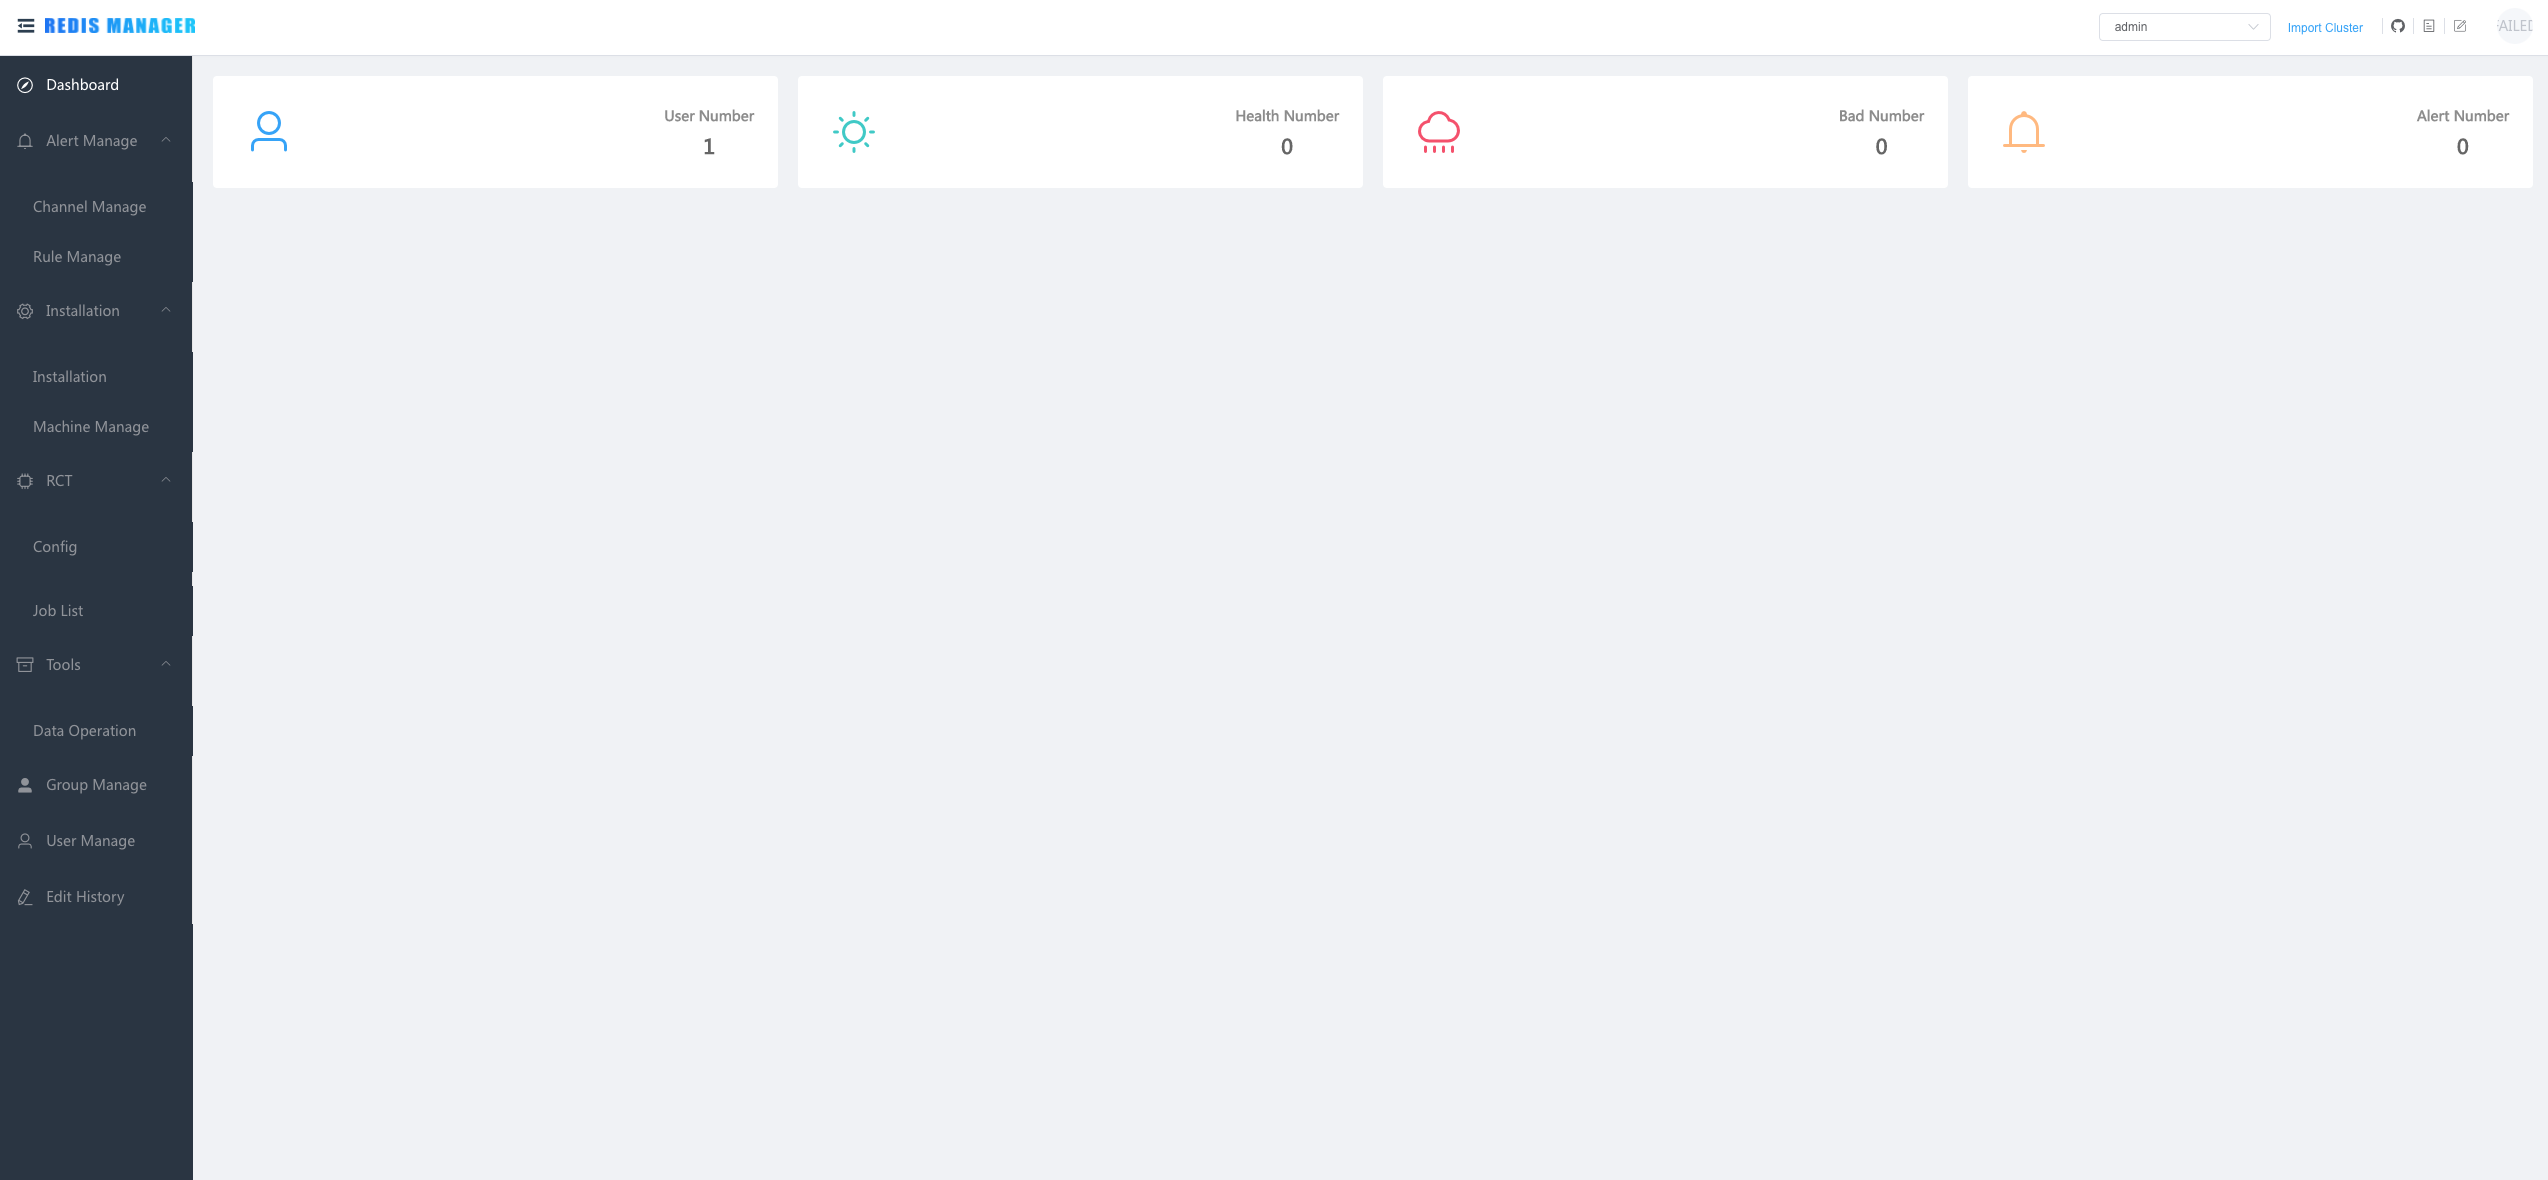 REDIS MANAGER
admin
Import Cluster
AILED
Dashboard
Alert Manage
Channel Manage
Rule Manage
Installation
Installation
Machine Manage
RCT
Config
Job List
Tools
Data Operation
Group Manage
User Manage
Edit History
User Number
1
Health Number
0
Bad Number
0
Alert Number
0